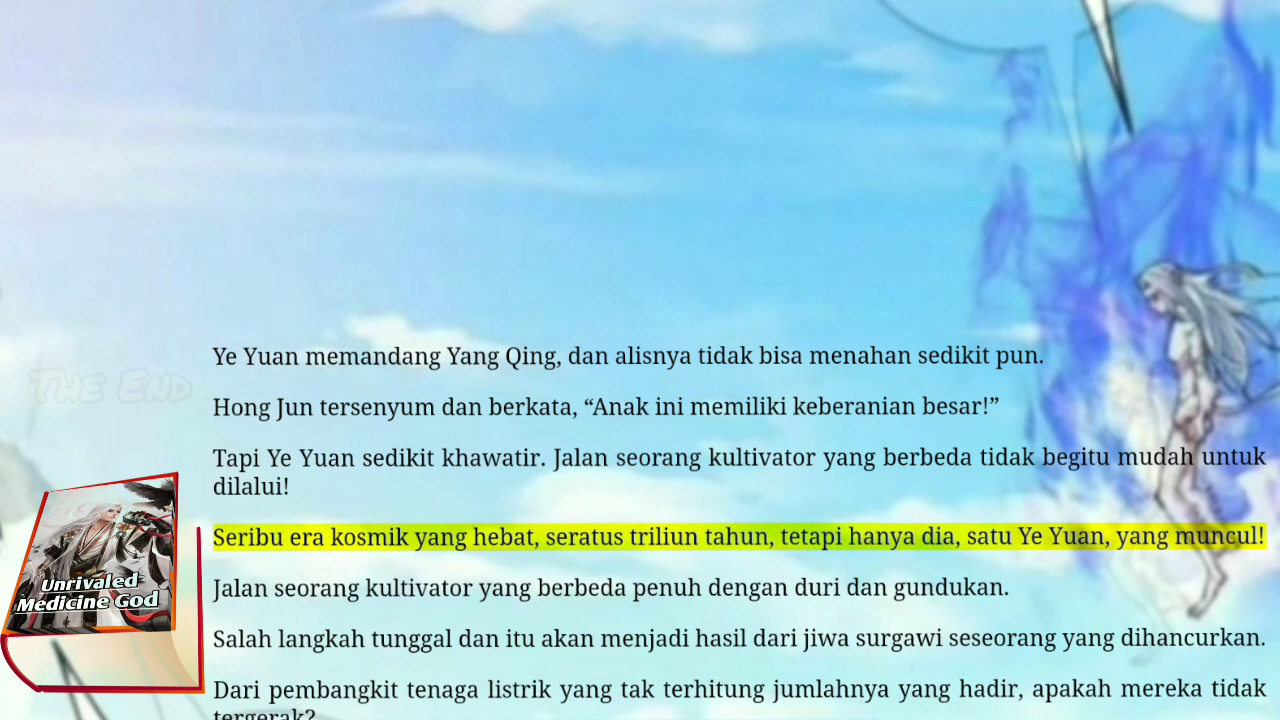 Ye Yuan memandang Yang Qing, dan alisnya tidak bisa menahan sedikit pun.
Hong Jun tersenyum dan berkata, “Anak ini memiliki keberanian besar!”
The End
Tapi Ye Yuan sedikit khawatir. Jalan seorang kultivator yang berbeda tidak begitu mudah untuk
dilalui!
Seribu era kosmik yang hebat, seratus triliun tahun, tetapi hanya dia, satu Ye Yuan, yang muncul!
Jalan seorang kultivator yang berbeda penuh dengan duri dan gundukan.
Unrivaled
Medicine God
Salah langkah tunggal dan itu akan menjadi hasil dari jiwa surgawi seseorang yang dihancurkan.
Dari pembangkit tenaga listrik yang tak terhitung jumlahnya yang hadir, apakah mereka tidak
tergerak?